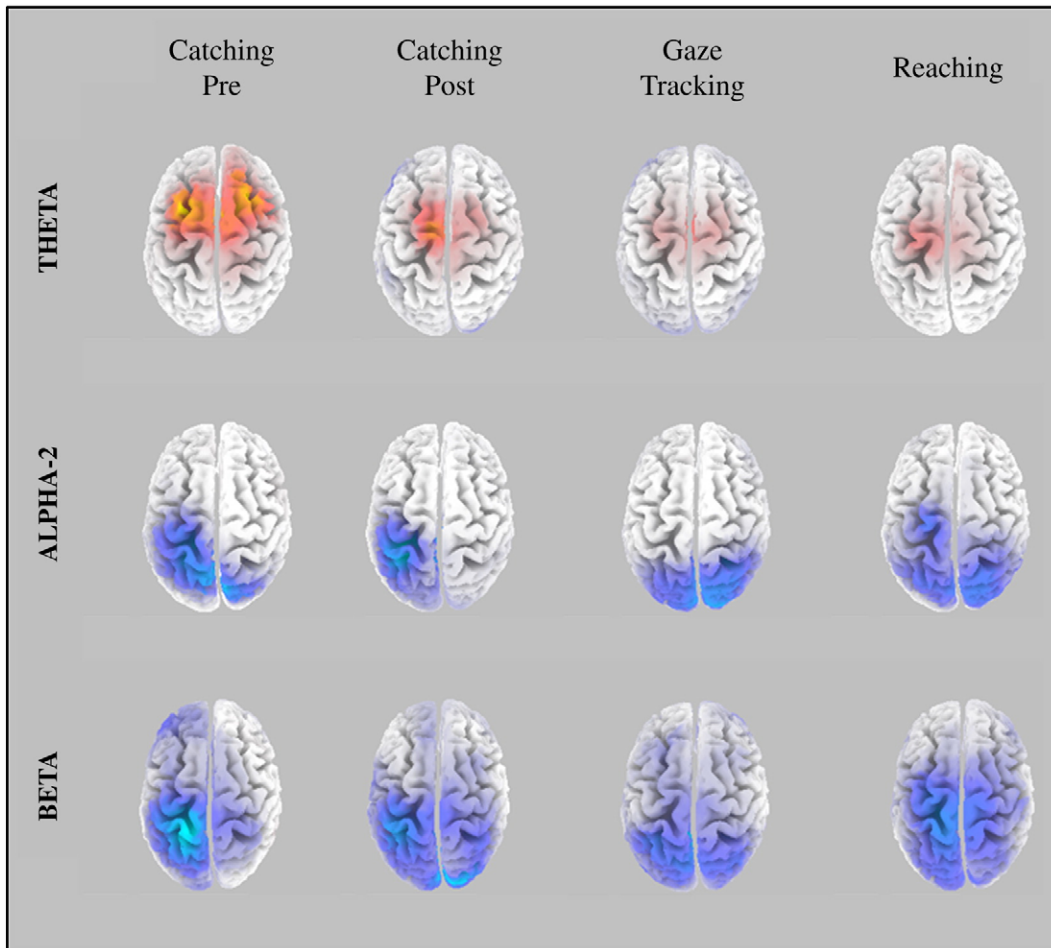 Catching
Pre
Catching
Post
Gaze
Tracking
Reaching
THETA
ALPHA-2
BETA